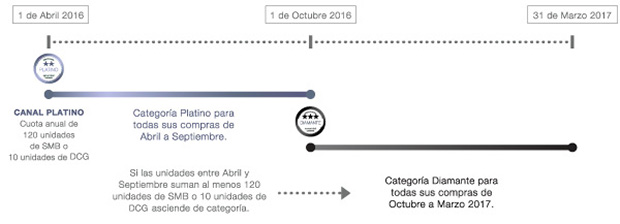 1 de Abril 2016
1 de Octubre 2016
31 de Marzo 2017
PLATINO
CANAL PLATINO
Cuota anual de
120 unidades
de SMB o
10 unidades de DCG
Categoría Platino para
todas sus compras de
Abril a Septiembre.
DIAMANTE
Si las unidades entre Abril y
Septiembre suman al menos 120
unidades de SMB o 10 unidades de
DCG asciende de categoría.
Categoría Diamante para
todas sus compras de
Octubre a Marzo 2017.